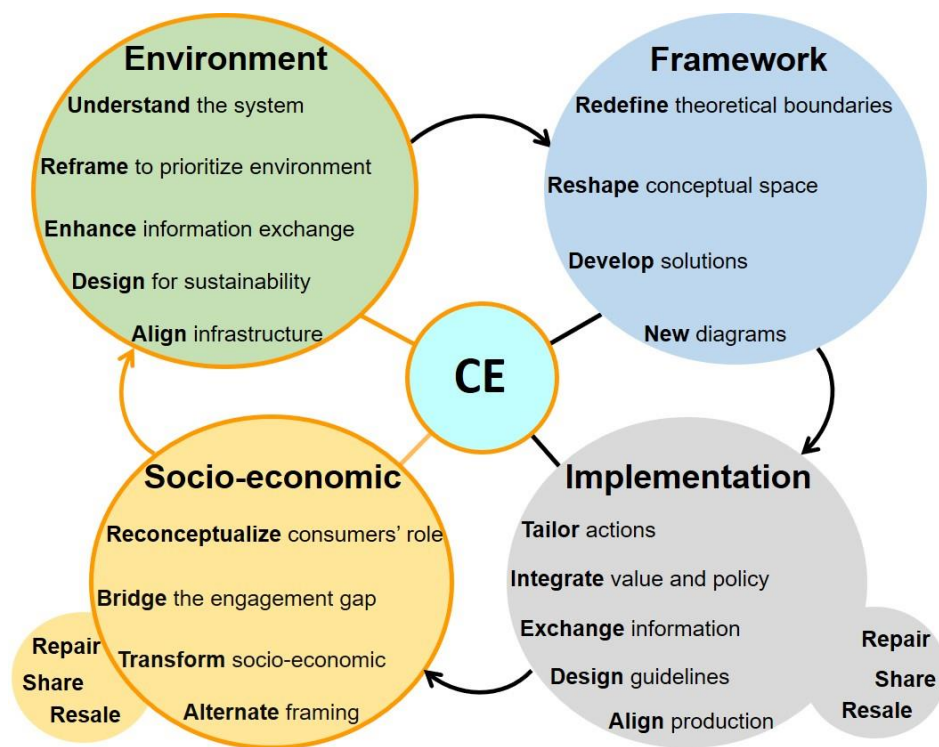 Environment
Understand the system
Reframe to prioritize environment
Enhance information exchange
Design for sustainability
Align infrastructure
Framework
Redefine theoretical boundaries
Reshape conceptual space
Develop solutions
New diagrams
CE
Socio-economic
Reconceptualize consumers’ role
Bridge the engagement gap
Transform socio-economic
Alternate framing
Repair
Share
Resale
Implementation
Tailor actions
Integrate value and policy
Exchange information
Design guidelines
Align production
Repair
Share
Resale